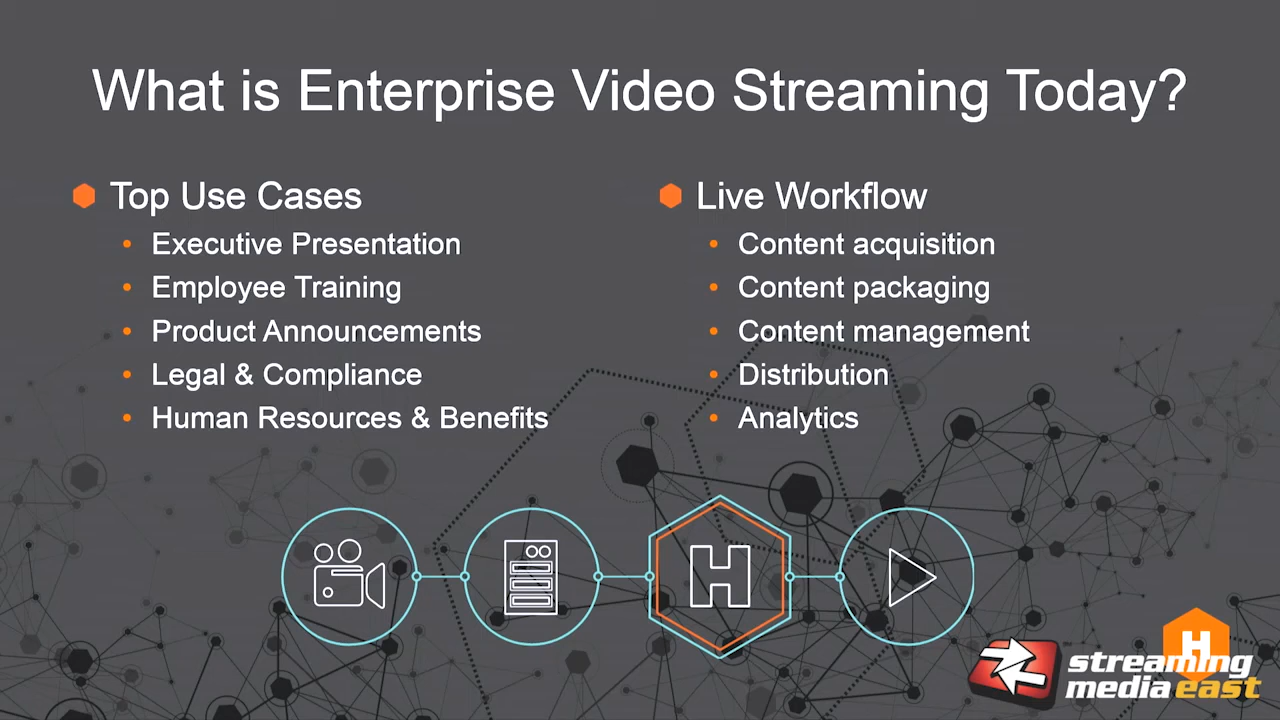 What is Enterprise Video Streaming Today?
Top Use Cases
Executive Presentation
Employee Training
Product Announcements
Legal & Compliance
Human Resources & Benefits
Live Workflow
Content acquisition
Content packaging
Content management
Distribution
Analytics
H
H
streaming
media east